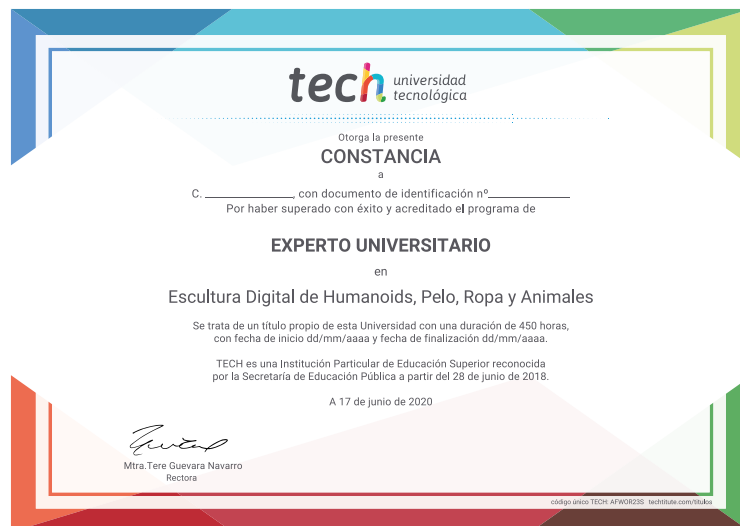 tech universidad
tecnológica
Otorga la presente
CONSTANCIA
a
C. ______________, con documento de identificación nº______________
Por haber superado con éxito y acreditado el programa de
EXPERTO UNIVERSITARIO
en
Escultura Digital de Humanoids, Pelo, Ropa y Animales
Se trata de un título propio de esta Universidad con una duración de 450 horas,
con fecha de inicio dd/mm/aaaa y fecha de finalización dd/mm/aaaa.
TECH es una Institución Particular de Educación Superior reconocida
por la Secretaría de Educación Pública a partir del 28 de junio de 2018.
A 17 de junio de 2020
Mtra.Tere Guevara Navarro
Rectora
código único TECH: AFWOR23S techtitute.com/titulos